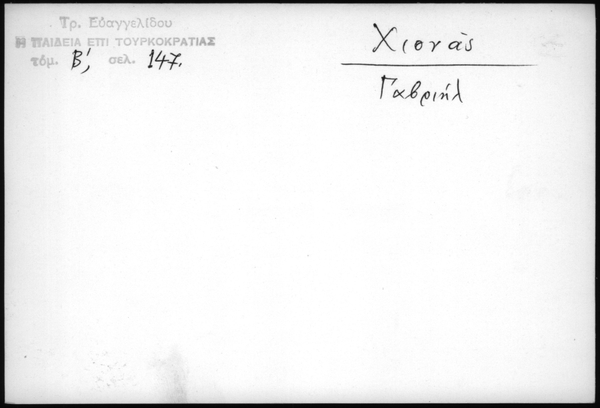 Τρ. Εὐαγγελίδου
Η ΠΑΙΔΕΙΑ ΕΠΙ ΤΟΥΡΚΟΚΡΑΤΙΑΣ
τόμ. Β', σελ. 147.
Χιονάς
Γαβριήλ